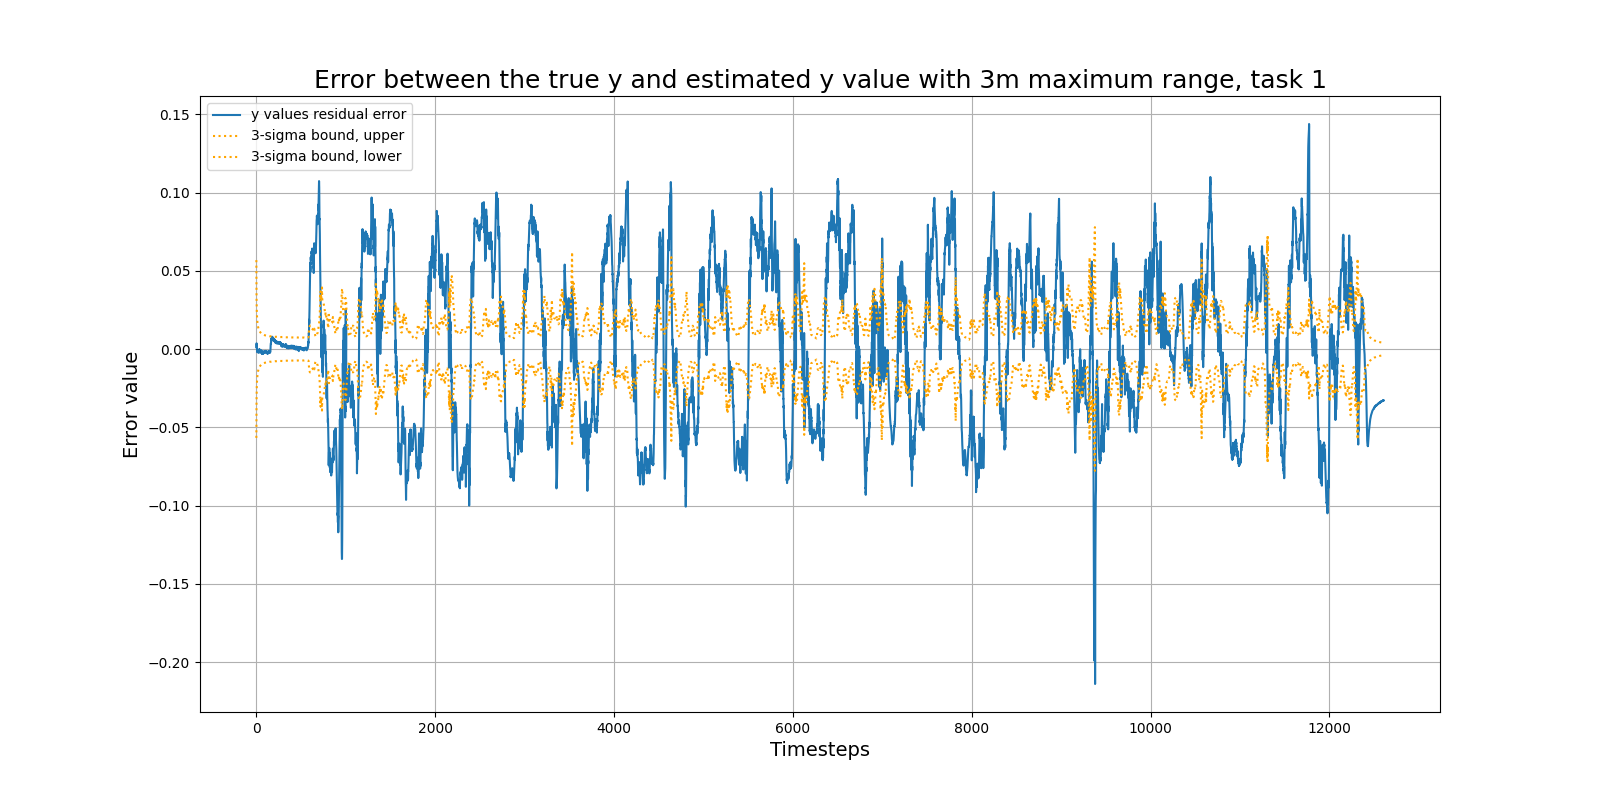 Error between the true y and estimated y value with 3m maximum range, task 1
y values residual error
3-sigma bound, upper
3-sigma bound, lower
0.15
0.10
0.05
0.00
−0.05
−0.10
−0.15
−0.20
Error value
0 2000 4000 6000 8000 10000 12000
Timesteps